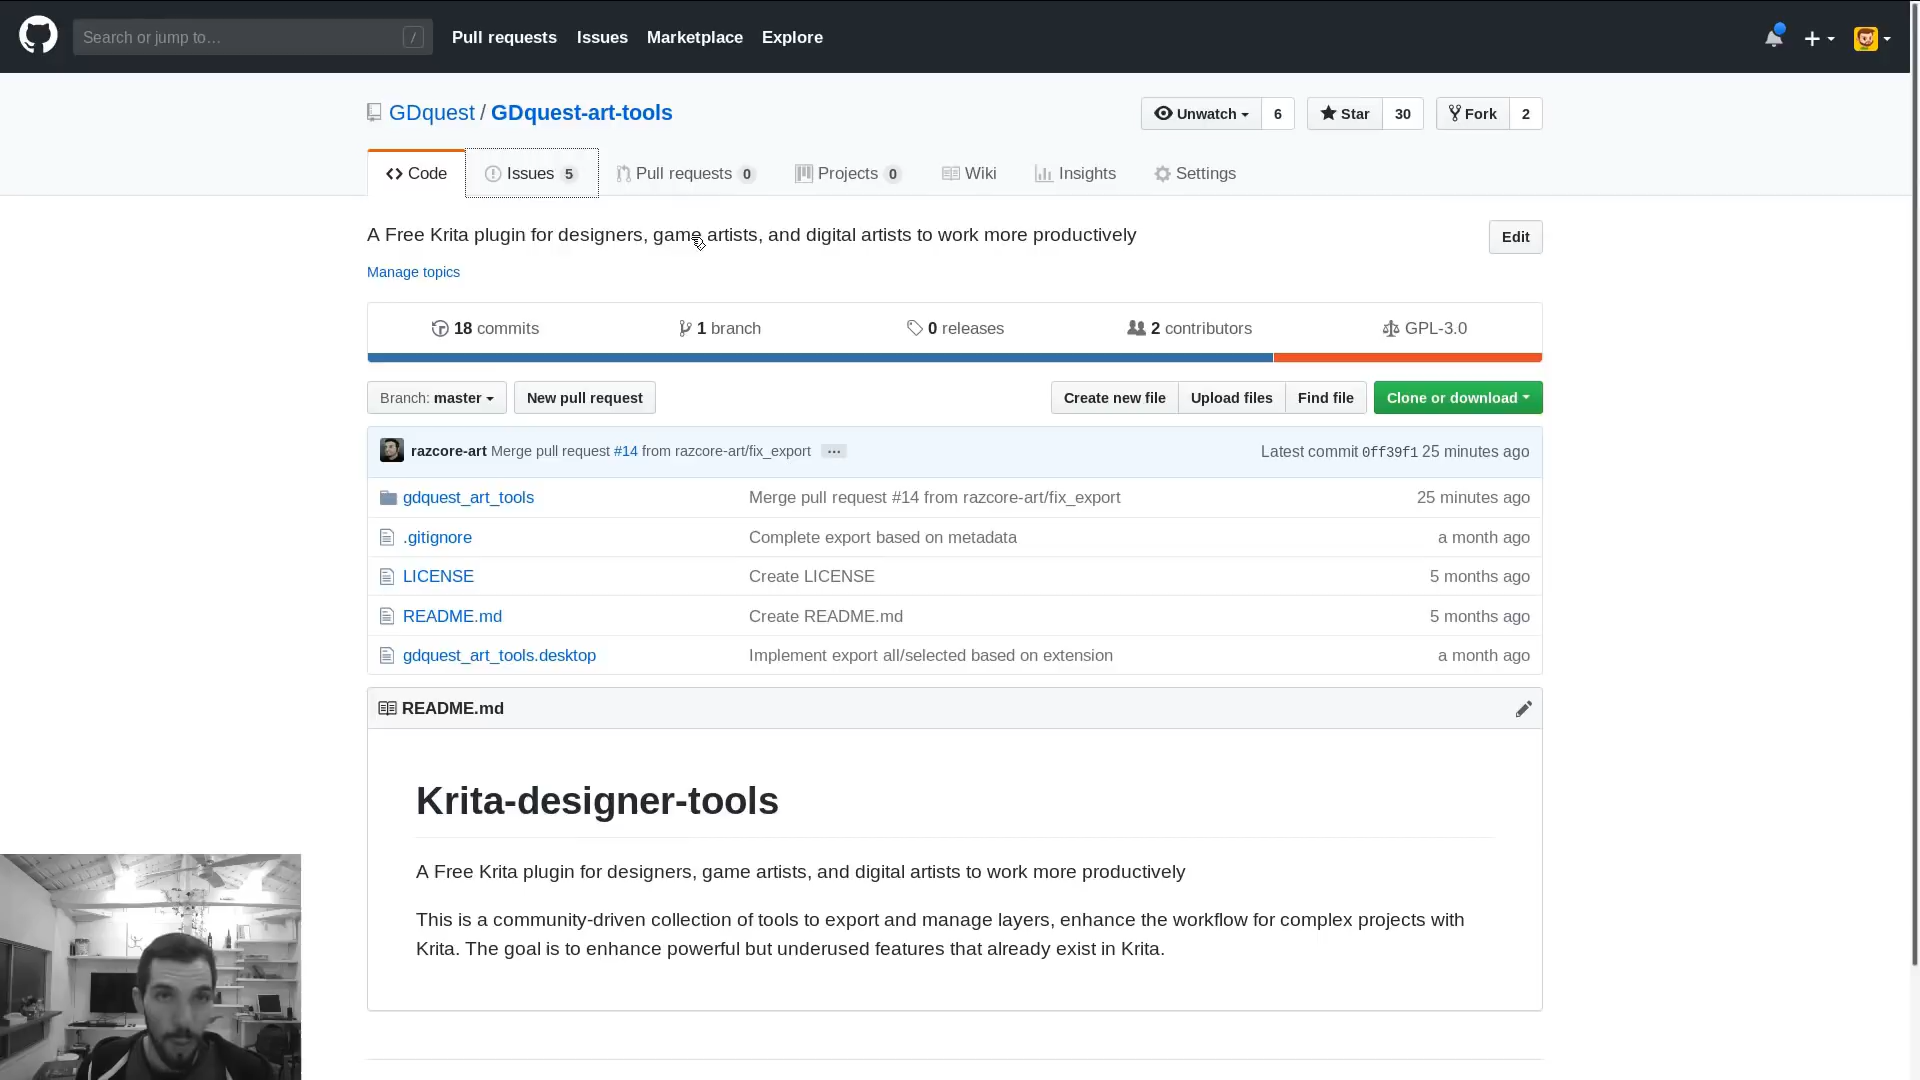 Search or jump to… /
Pull requests Issues Marketplace Explore
GDquest / GDquest-art-tools
Unwatch 6 Star 30 Fork 2
Code Issues 5 Pull requests 0 Projects 0 Wiki Insights Settings
A Free Krita plugin for designers, game artists, and digital artists to work more productively
Edit
Manage topics
18 commits 1 branch 0 releases 2 contributors GPL-3.0
Branch: master New pull request Create new file Upload files Find file Clone or download
razcore-art Merge pull request #14 from razcore-art/fix_export … Latest commit 0ff39f1 25 minutes ago
gdquest_art_tools Merge pull request #14 from razcore-art/fix_export 25 minutes ago
.gitignore Complete export based on metadata a month ago
LICENSE Create LICENSE 5 months ago
README.md Create README.md 5 months ago
gdquest_art_tools.desktop Implement export all/selected based on extension a month ago
README.md
Krita-designer-tools
A Free Krita plugin for designers, game artists, and digital artists to work more productively
This is a community-driven collection of tools to export and manage layers, enhance the workflow for complex projects with
Krita. The goal is to enhance powerful but underused features that already exist in Krita.